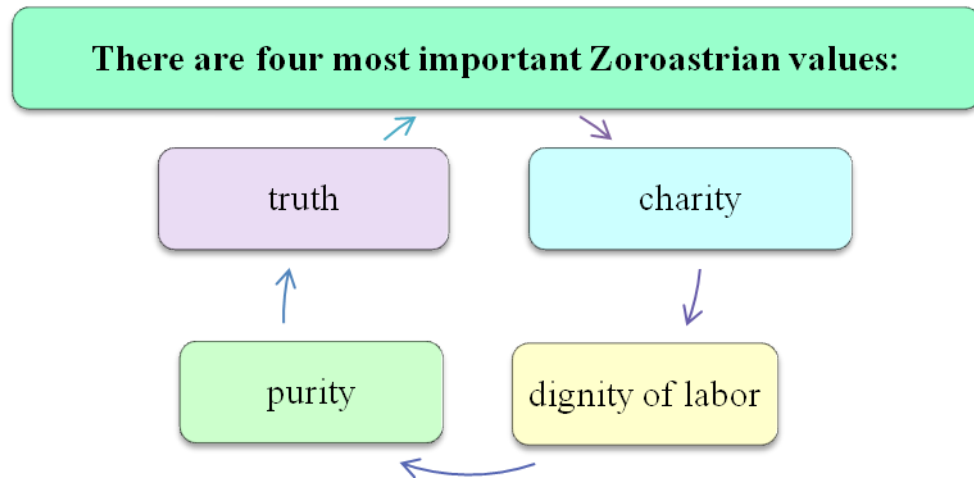 There are four most important Zoroastrian values:
truth
charity
purity
dignity of labor